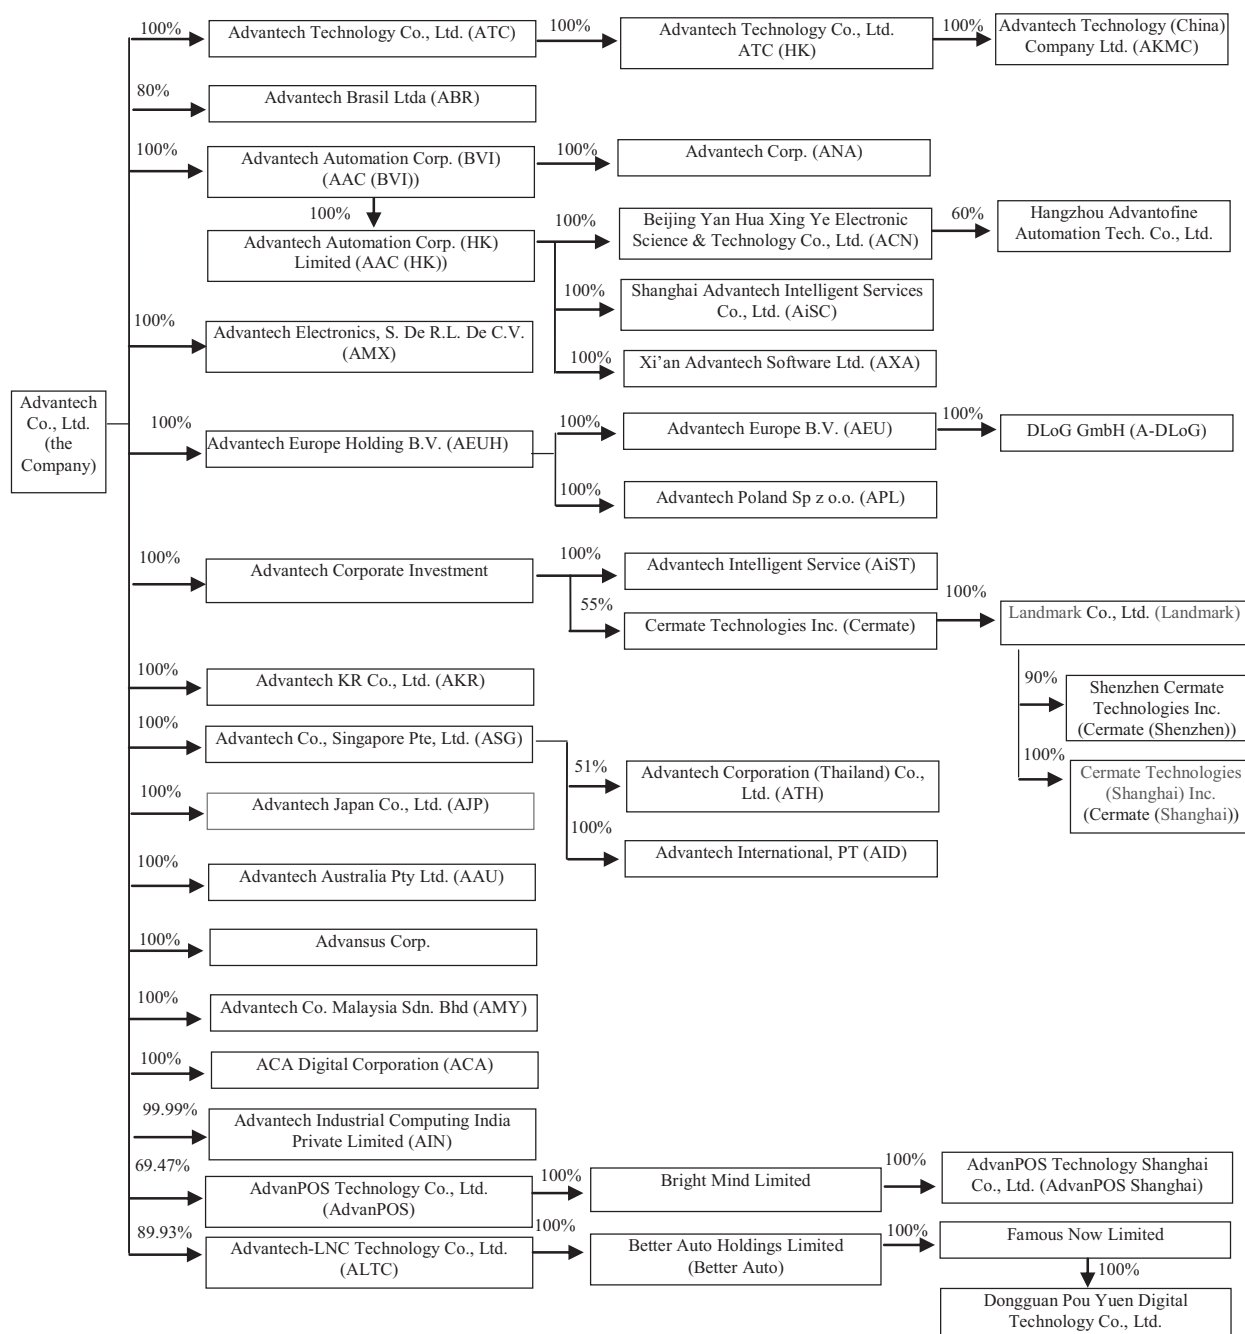 100%
Advantech Technology Co., Ltd. (ATC)
100%
Advantech Technology Co., Ltd.
ATC (HK)
100%
Advantech Technology (China)
Company Ltd. (AKMC)
80%
Advantech Brasil Ltda (ABR)
100%
Advantech Automation Corp. (BVI)
(AAC (BVI))
100%
Advantech Corp. (ANA)
100%
Advantech Automation Corp. (HK)
Limited (AAC (HK))
100%
Beijing Yan Hua Xing Ye Electronic
Science & Technology Co., Ltd. (ACN)
60%
Hangzhou Advantofine
Automation Tech. Co., Ltd.
100%
Shanghai Advantech Intelligent Services
Co., Ltd. (AiSC)
100%
Xi'an Advantech Software Ltd. (AXA)
100%
Advantech Electronics, S. De R.L. De C.V.
(AMX)
Advantech
Co., Ltd.
(the
Company)
100%
Advantech Europe Holding B.V. (AEUH)
100%
Advantech Europe B.V. (AEU)
100%
DLoG GmbH (A-DLoG)
100%
Advantech Poland Sp z o.o. (APL)
100%
Advantech Corporate Investment
100%
Advantech Intelligent Service (AiST)
55%
Cermate Technologies Inc. (Cermate)
100%
Landmark Co., Ltd. (Landmark)
90%
Shenzhen Cermate
Technologies Inc.
(Cermate (Shenzhen))
100%
Cermate Technologies
(Shanghai) Inc.
(Cermate (Shanghai))
100%
Advantech KR Co., Ltd. (AKR)
100%
Advantech Co., Singapore Pte, Ltd. (ASG)
51%
Advantech Corporation (Thailand) Co.,
Ltd. (ATH)
100%
Advantech International, PT (AID)
100%
Advantech Japan Co., Ltd. (AJP)
100%
Advantech Australia Pty Ltd. (AAU)
100%
Advansus Corp.
100%
Advantech Co. Malaysia Sdn. Bhd (AMY)
100%
ACA Digital Corporation (ACA)
99.99%
Advantech Industrial Computing India
Private Limited (AIN)
69.47%
AdvanPOS Technology Co., Ltd.
(AdvanPOS)
100%
Bright Mind Limited
100%
AdvanPOS Technology Shanghai
Co., Ltd. (AdvanPOS Shanghai)
89.93%
Advantech-LNC Technology Co., Ltd.
(ALTC)
100%
Better Auto Holdings Limited
(Better Auto)
100%
Famous Now Limited
100%
Dongguan Pou Yuen Digital
Technology Co., Ltd.